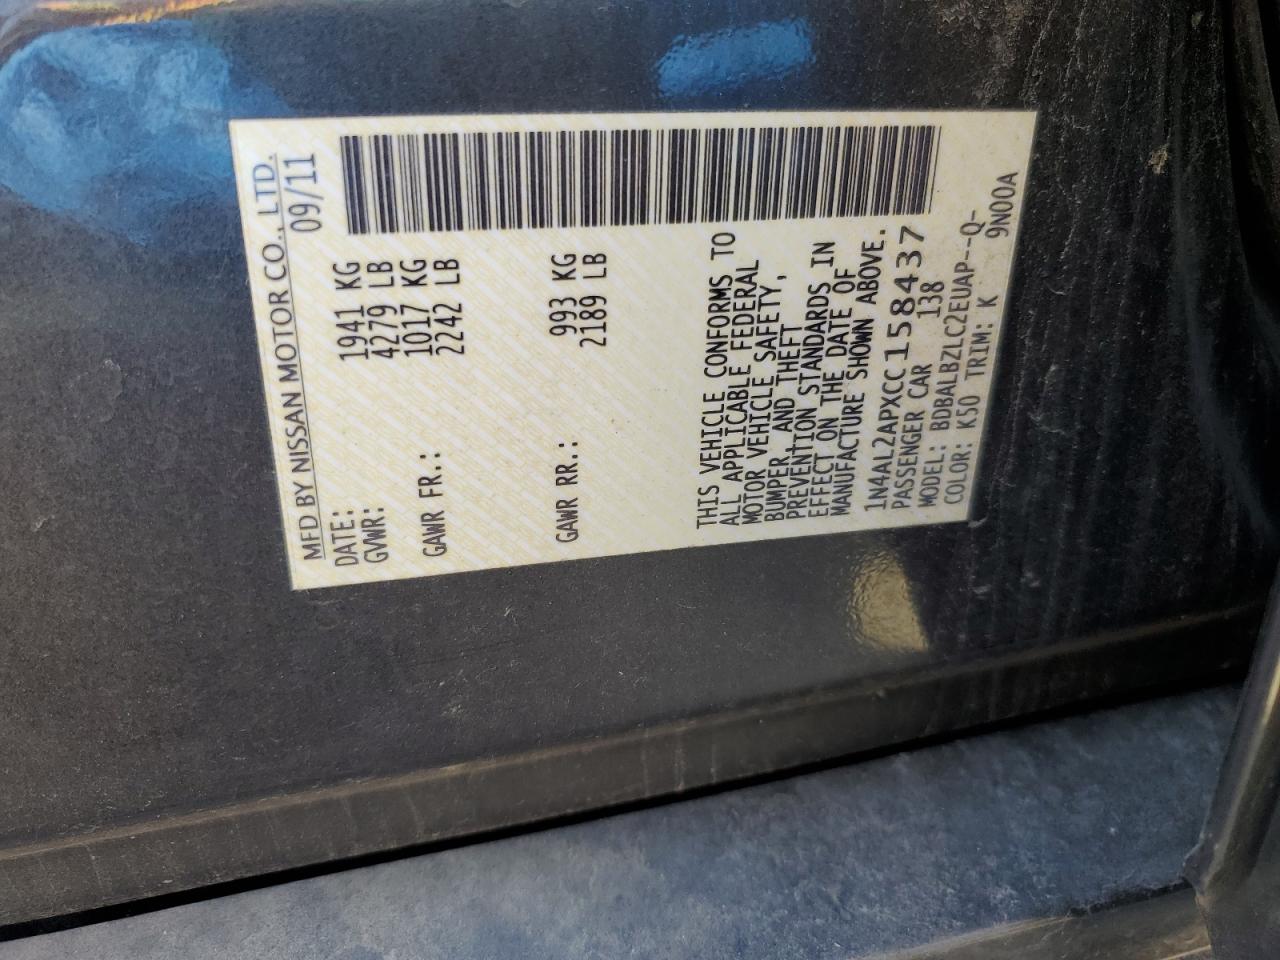 MFD BY NISSAN MOTOR CO., LTD.
DATE: 09/11
GVWR: 1941 KG
4279 LB
GAWR FR.: 1017 KG
2242 LB
GAWR RR.: 993 KG
2189 LB
THIS VEHICLE CONFORMS TO
ALL APPLICABLE FEDERAL
MOTOR VEHICLE SAFETY,
BUMPER, AND THEFT
PREVENTION STANDARDS IN
EFFECT ON THE DATE OF
MANUFACTURE SHOWN ABOVE.
1N4AL2APXCC158437
PASSENGER CAR 138
MODEL: BDBALBZLC2EUAP--Q-
COLOR: K50 TRIM: K 9N00A